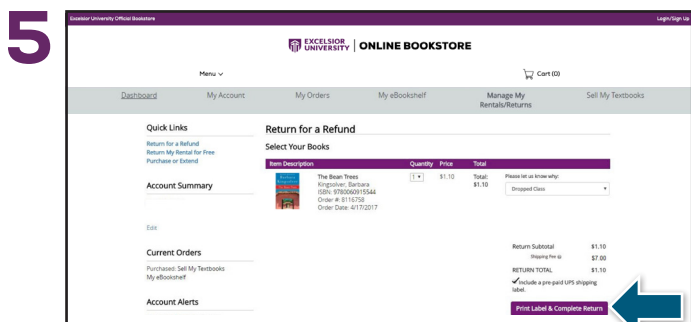 5
Excelsior University Official Bookstore
Login/Sign Up
EXCELSIOR
UNIVERSITY | ONLINE BOOKSTORE
Menu
Cart (0)
Dashboard
My Account
My Orders
My eBookshelf
Manage My
Rentals/Returns
Sell My Textbooks
Quick Links
Return for a Refund
Return My Rental for Free
Purchase or Extend
Account Summary
Edit
Current Orders
Purchased: Sell My Textbooks
My eBookshelf
Account Alerts
Return for a Refund
Select Your Books
Item Description Quantity Price Total
The Bean Trees
Kingsolver, Barbara
ISBN: 9780060915544
Order #: 8116758
Order Date: 4/17/2017
1
$1.10
Total:
$1.10
Please let us know why:
Dropped Class
Return Subtotal $1.10
Shipping Fee $7.00
RETURN TOTAL $1.10
Include a pre-paid UPS shipping
label.
Print Label & Complete Return